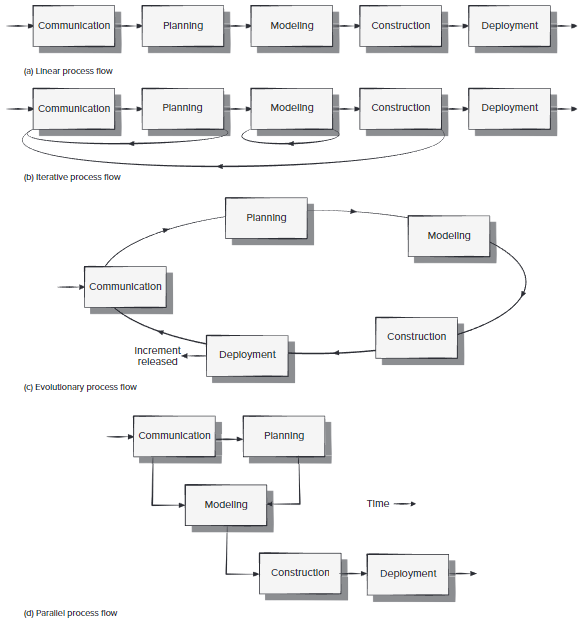 Communication Planning Modeling Construction Deployment
(a) Linear process flow
Communication Planning Modeling Construction Deployment
(b) Iterative process flow
Planning
Modeling
Communication
Construction
Deployment
Increment
released
(c) Evolutionary process flow
Communication Planning
Modeling
Time
Construction Deployment
(d) Parallel process flow